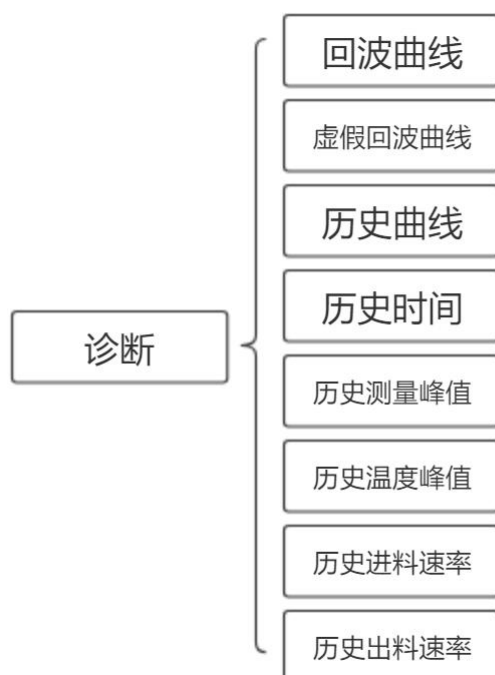 回波曲线
虚假回波曲线
历史曲线
历史时间
诊断
历史测量峰值
历史温度峰值
历史进料速率
历史出料速率